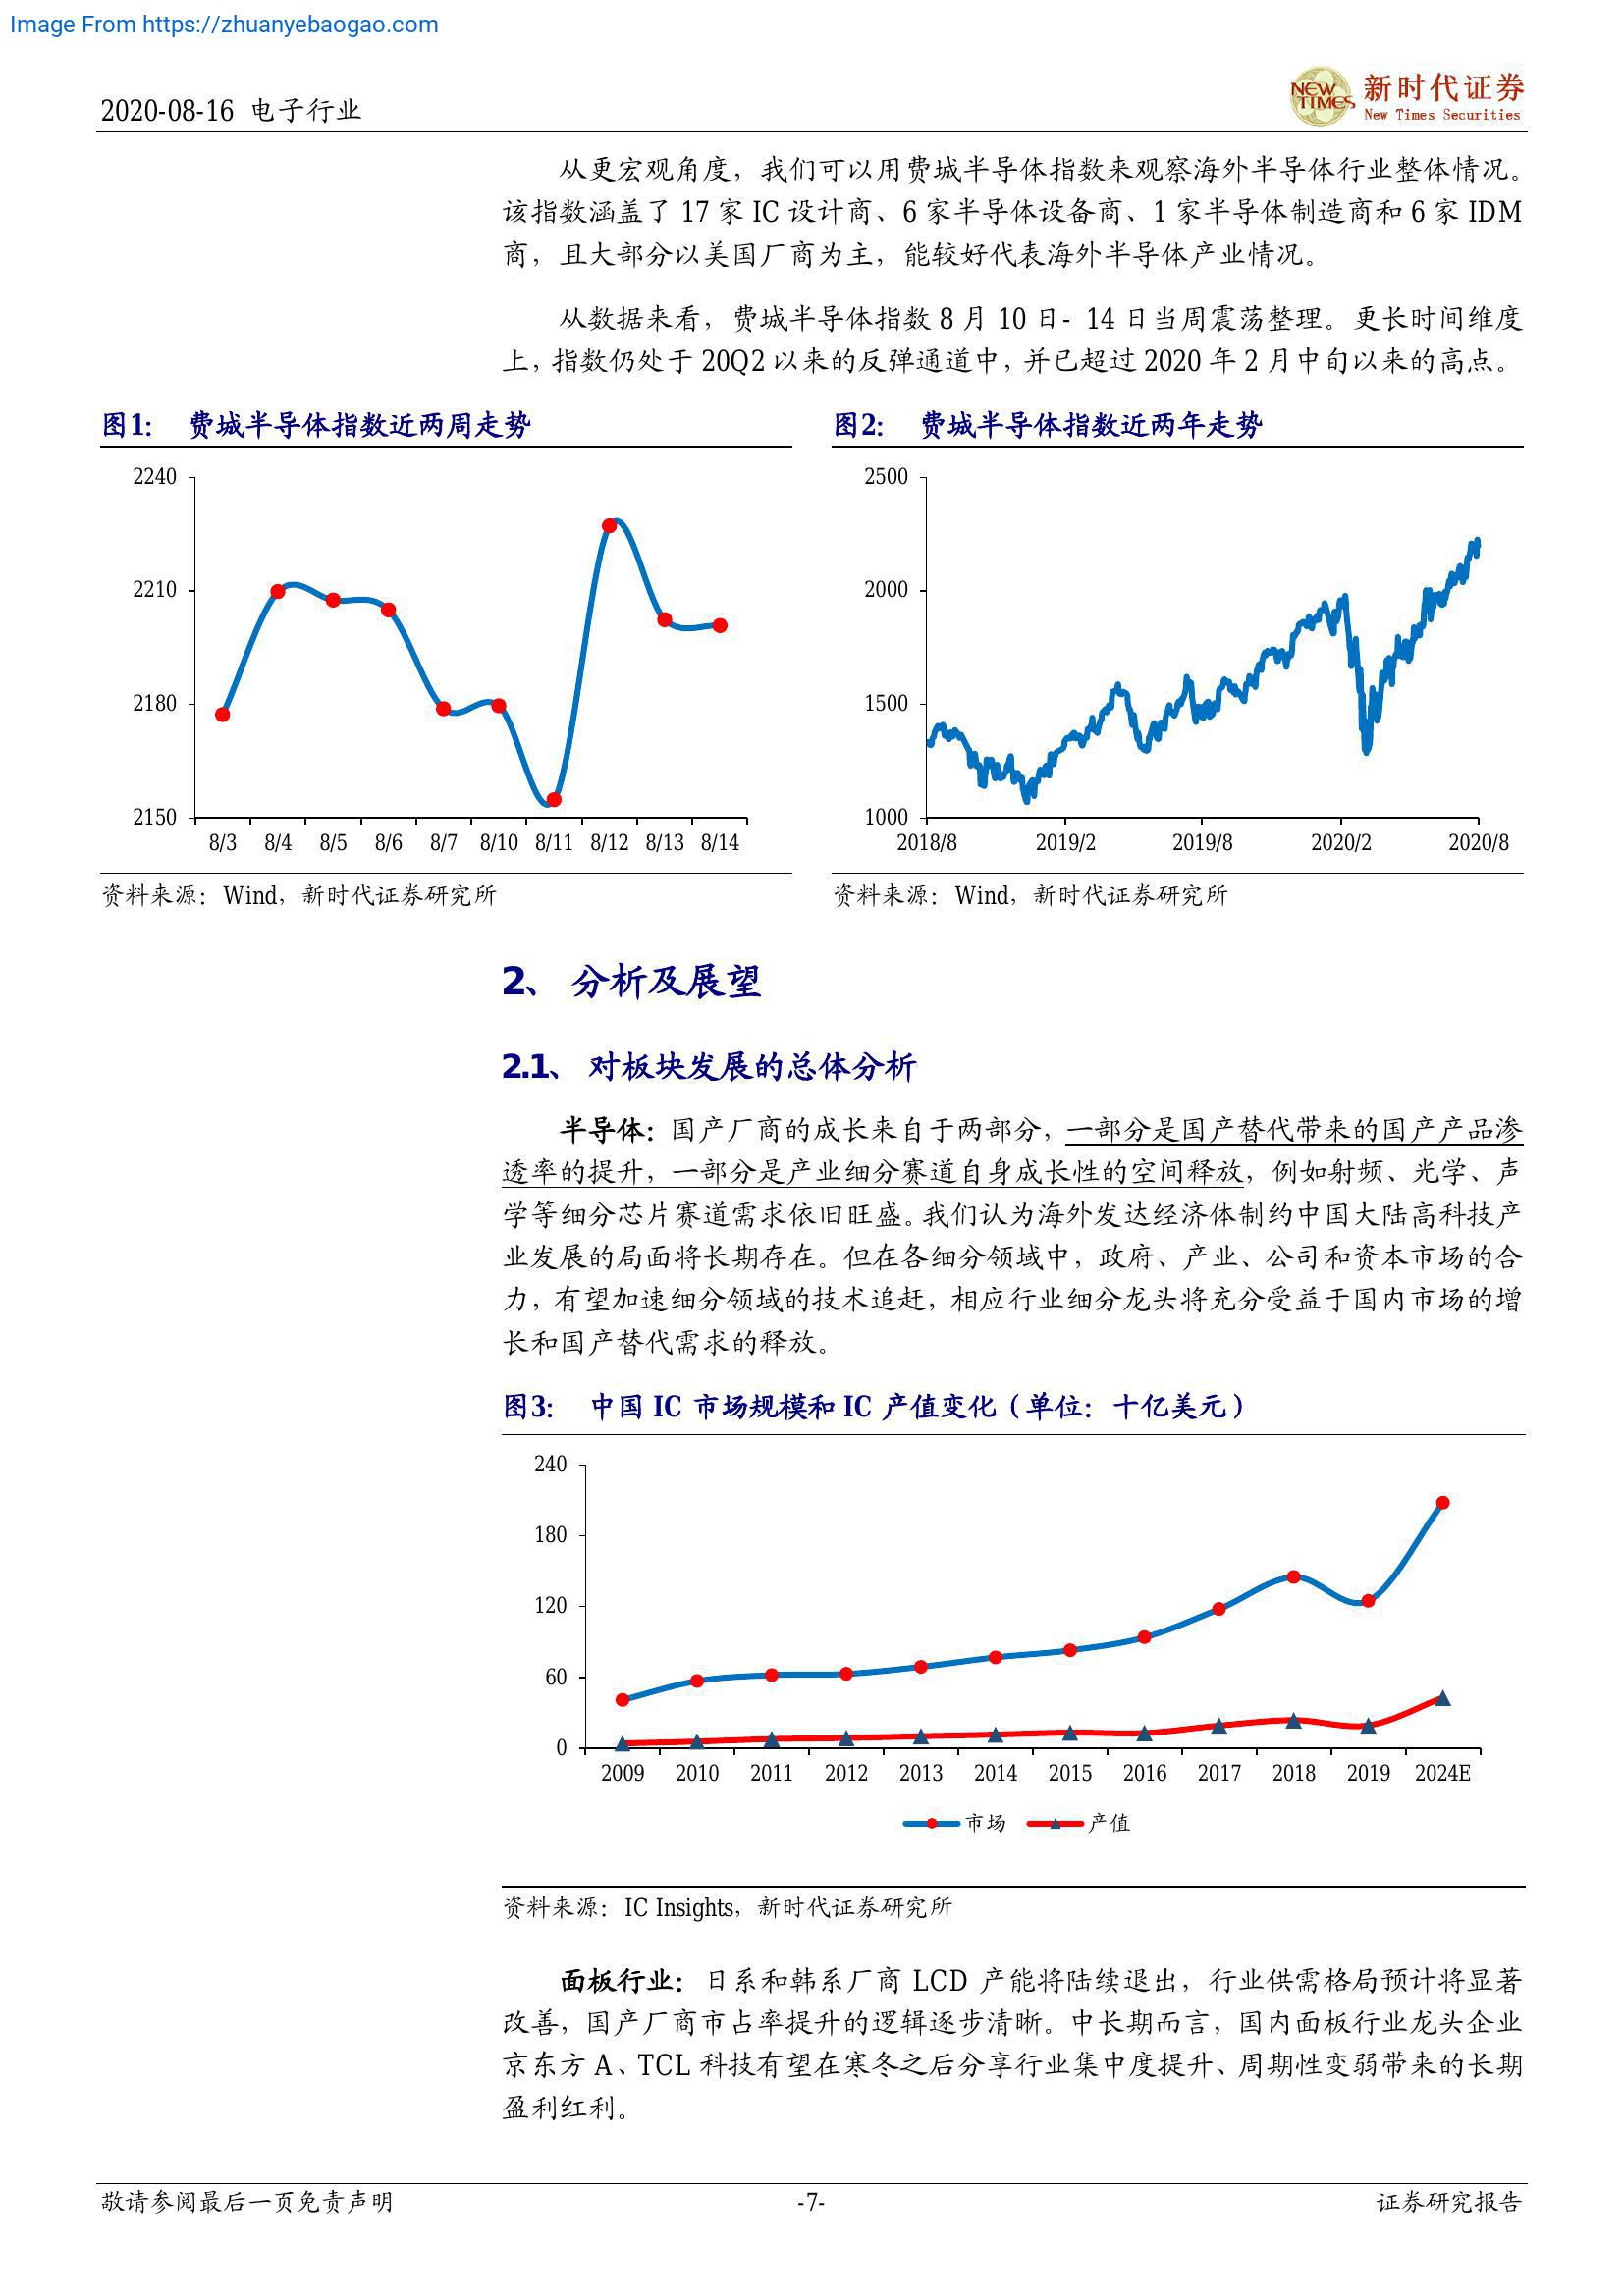 Image From https://zhuanyebaogao.com
2020-08-16 电子行业
NEW TIMES 新时代证券
New Times Securities
从更宏观角度，我们可以用费城半导体指数来观察海外半导体行业整体情况。
该指数涵盖了 17 家 IC 设计商、6 家半导体设备商、1 家半导体制造商和 6 家 IDM
商，且大部分以美国厂商为主，能较好代表海外半导体产业情况。
从数据来看，费城半导体指数 8 月 10 日- 14 日当周震荡整理。更长时间维度
上，指数仍处于 20Q2 以来的反弹通道中，并已超过 2020 年 2 月中旬以来的高点。
图1： 费城半导体指数近两周走势
2240
2210
2180
2150
8/3 8/4 8/5 8/6 8/7 8/10 8/11 8/12 8/13 8/14
资料来源：Wind，新时代证券研究所
图2： 费城半导体指数近两年走势
2500
2000
1500
1000
2018/8 2019/2 2019/8 2020/2 2020/8
资料来源：Wind，新时代证券研究所
2、 分析及展望
2.1、 对板块发展的总体分析
半导体：国产厂商的成长来自于两部分，一部分是国产替代带来的国产产品渗
透率的提升，一部分是产业细分赛道自身成长性的空间释放，例如射频、光学、声
学等细分芯片赛道需求依旧旺盛。我们认为海外发达经济体制约中国大陆高科技产
业发展的局面将长期存在。但在各细分领域中，政府、产业、公司和资本市场的合
力，有望加速细分领域的技术追赶，相应行业细分龙头将充分受益于国内市场的增
长和国产替代需求的释放。
图3： 中国 IC 市场规模和 IC 产值变化（单位：十亿美元）
240
180
120
60
0
2009 2010 2011 2012 2013 2014 2015 2016 2017 2018 2019 2024E
市场 产值
资料来源：IC Insights，新时代证券研究所
面板行业：日系和韩系厂商 LCD 产能将陆续退出，行业供需格局预计将显著
改善，国产厂商市占率提升的逻辑逐步清晰。中长期而言，国内面板行业龙头企业
京东方 A、TCL 科技有望在寒冬之后分享行业集中度提升、周期性变弱带来的长期
盈利红利。
敬请参阅最后一页免责声明 -7- 证券研究报告